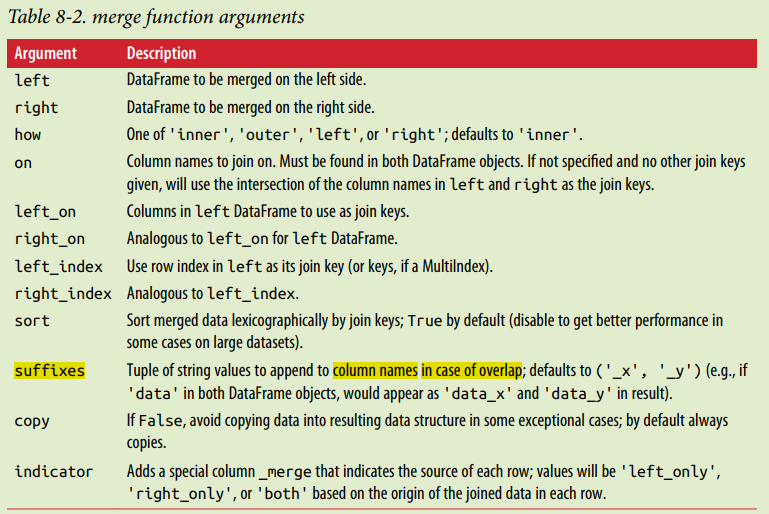 Table 8-2. merge function arguments
Argument Description
left DataFrame to be merged on the left side.
right DataFrame to be merged on the right side.
how One of 'inner', 'outer', 'left', or 'right'; defaults to 'inner'.
on Column names to join on. Must be found in both DataFrame objects. If not specified and no other join keys
given, will use the intersection of the column names in left and right as the join keys.
left_on Columns in left DataFrame to use as join keys.
right_on Analogous to left_on for left DataFrame.
left_index Use row index in left as its join key (or keys, if a MultiIndex).
right_index Analogous to left_index.
sort Sort merged data lexicographically by join keys; True by default (disable to get better performance in
some cases on large datasets).
suffixes Tuple of string values to append to column names in case of overlap; defaults to ('_x', '_y') (e.g., if
'data' in both DataFrame objects, would appear as 'data_x' and 'data_y' in result).
copy If False, avoid copying data into resulting data structure in some exceptional cases; by default always
copies.
indicator Adds a special column _merge that indicates the source of each row; values will be 'left_only',
'right_only', or 'both' based on the origin of the joined data in each row.